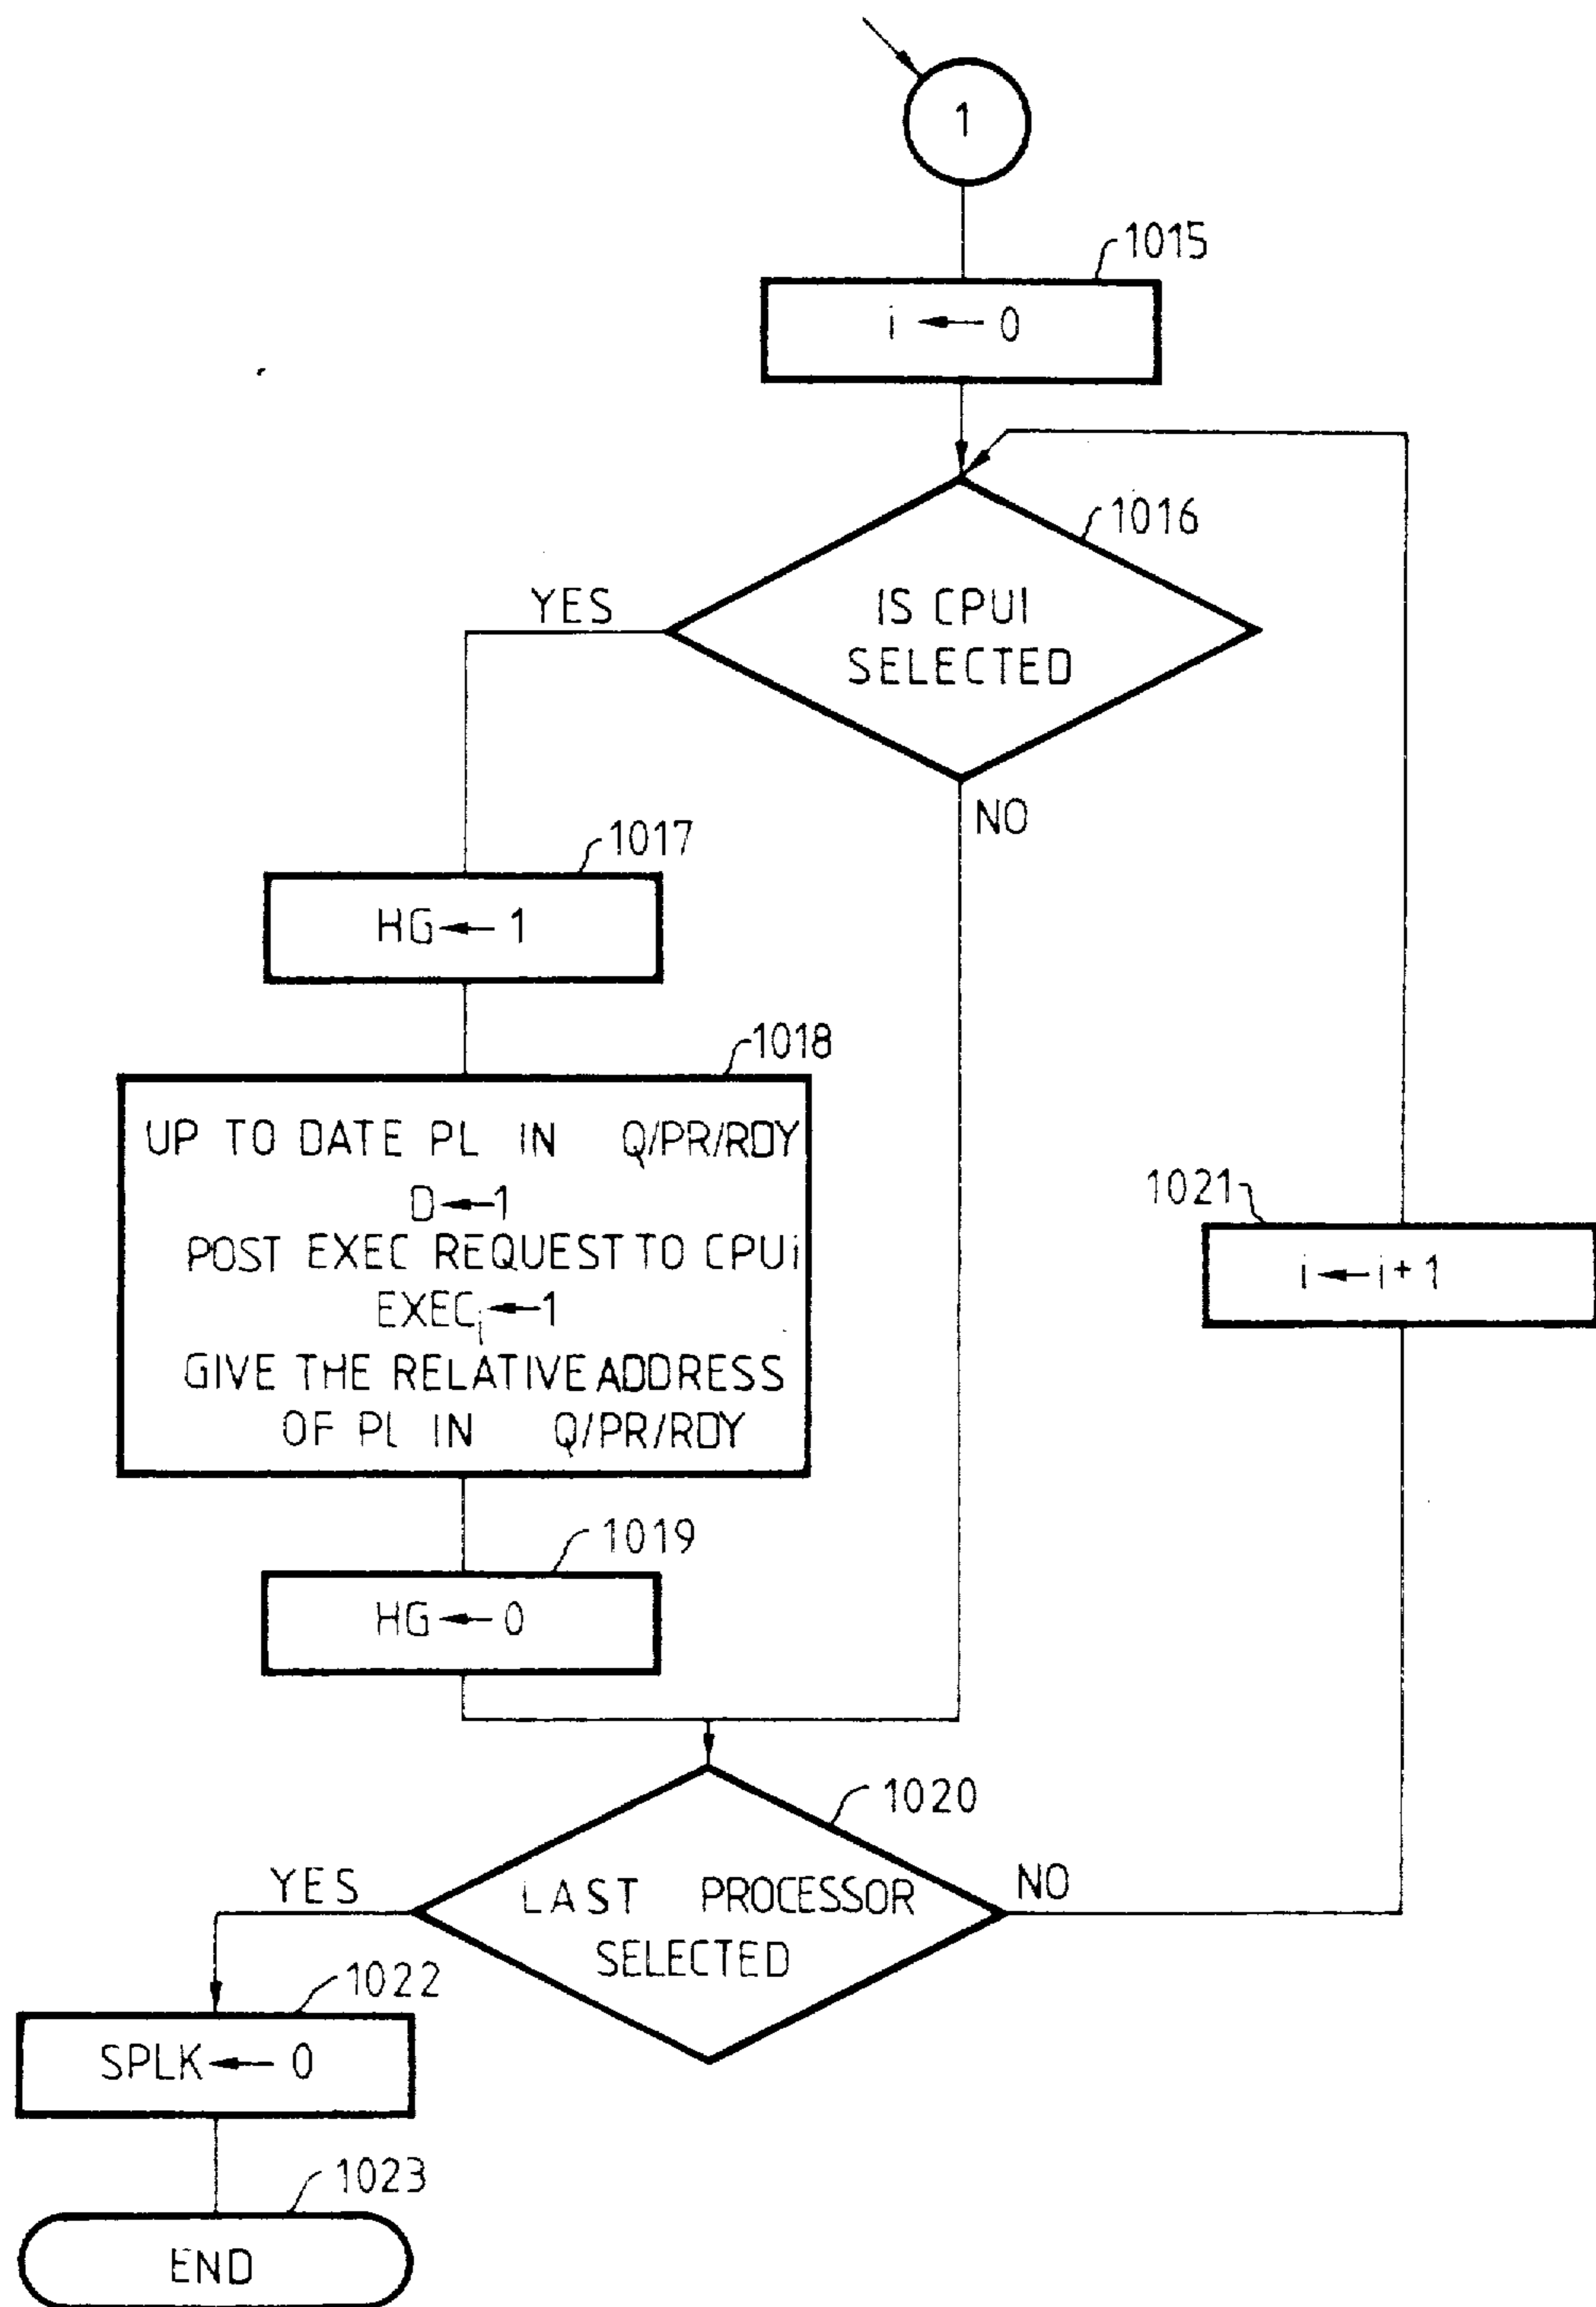 1
1015
i ← 0
1016
YES
IS CPUI
SELECTED
NO
1017
HG ← 1
1018
UP TO DATE PL IN Q/PR/RDY
D ← 1
POST EXEC REQUEST TO CPUi
EXECi ← 1
GIVE THE RELATIVE ADDRESS
OF PL IN Q/PR/RDY
1021
i ← i + 1
1019
HG ← 0
1020
YES
LAST PROCESSOR
SELECTED
NO
1022
SPLK ← 0
1023
END